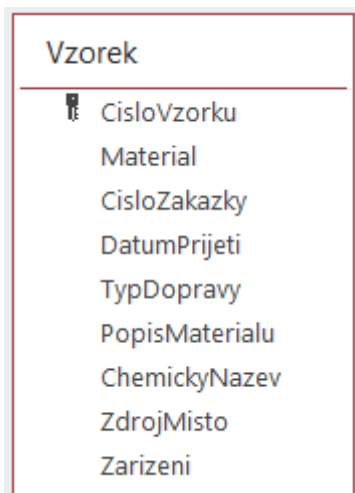 Vzorek
CisloVzorku
Material
CisloZakazky
DatumPrijeti
TypDopravy
PopisMaterialu
ChemickyNazev
ZdrojMisto
Zarizeni